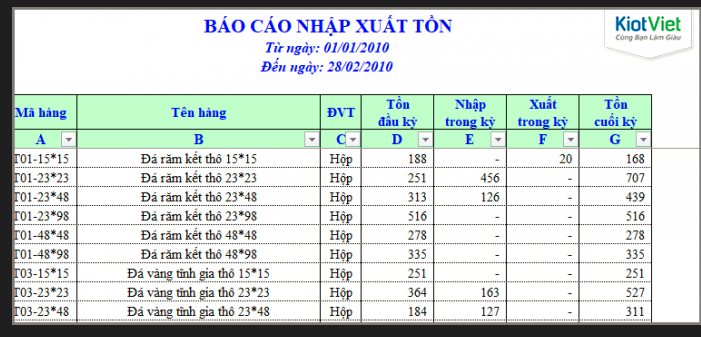 BÁO CÁO NHẬP XUẤT TỒN
Từ ngày: 01/01/2010
Đến ngày: 28/02/2010
KiotViet
Cùng Bạn Làm Giàu
Mã hàng Tên hàng ĐVT Tồn đầu kỳ Nhập trong kỳ Xuất trong kỳ Tồn cuối kỳ
A B C D E F G
T01-15*15 Đá răm kết thô 15*15 Hộp 188 - 20 168
T01-23*23 Đá răm kết thô 23*23 Hộp 251 456 - 707
T01-23*48 Đá răm kết thô 23*48 Hộp 313 126 - 439
T01-23*98 Đá răm kết thô 23*98 Hộp 516 - - 516
T01-48*48 Đá răm kết thô 48*48 Hộp 278 - - 278
T01-48*98 Đá răm kết thô 48*98 Hộp 335 - - 335
T03-15*15 Đá vàng tĩnh gia thô 15*15 Hộp 251 - - 251
T03-23*23 Đá vàng tĩnh gia thô 23*23 Hộp 364 163 - 527
T03-23*48 Đá vàng tĩnh gia thô 23*48 Hộp 184 127 - 311